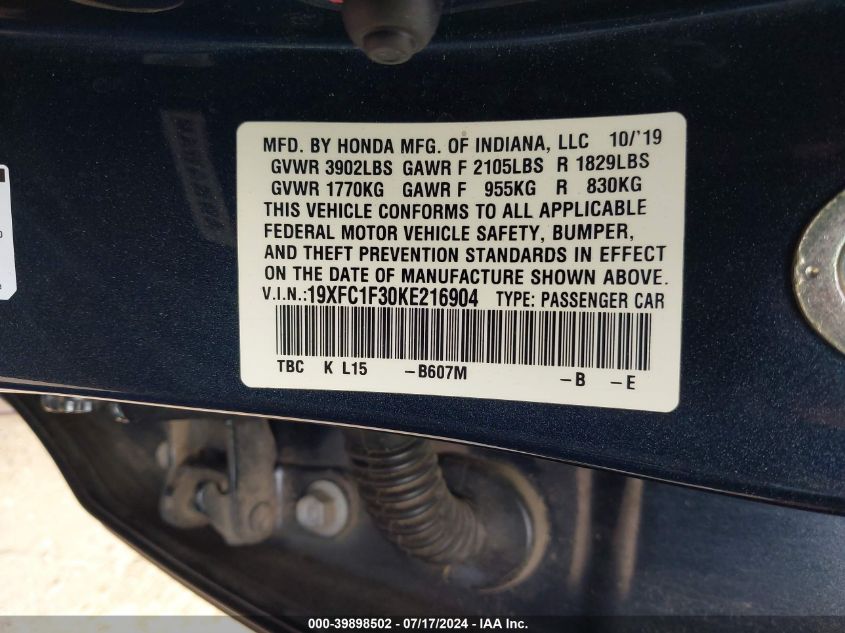 MFD. BY HONDA MFG. OF INDIANA, LLC 10/'19
GVWR 3902LBS GAWR F 2105LBS R 1829LBS
GVWR 1770KG GAWR F 955KG R 830KG
THIS VEHICLE CONFORMS TO ALL APPLICABLE
FEDERAL MOTOR VEHICLE SAFETY, BUMPER,
AND THEFT PREVENTION STANDARDS IN EFFECT
ON THE DATE OF MANUFACTURE SHOWN ABOVE.
V.I.N.:19XFC1F30KE216904 TYPE: PASSENGER CAR
TBC K L15 –B607M –B –E
000-39898502 / 07/17/2024 - IAA Inc.